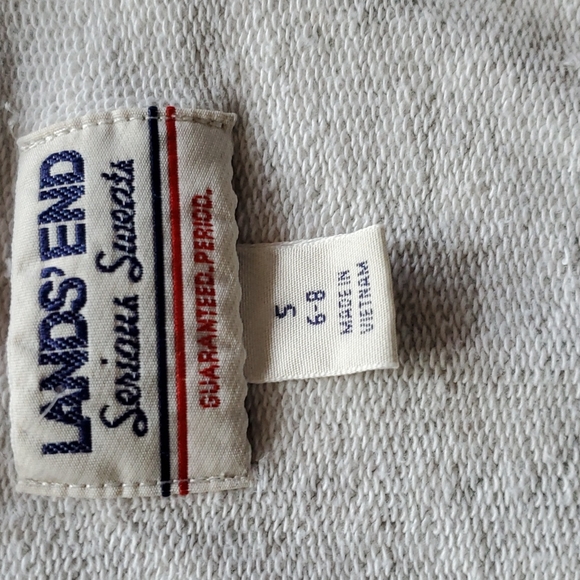 LANDS' END
Serious Sweats
GUARANTEED. PERIOD.
S
6-8
MADE IN
VIETNAM